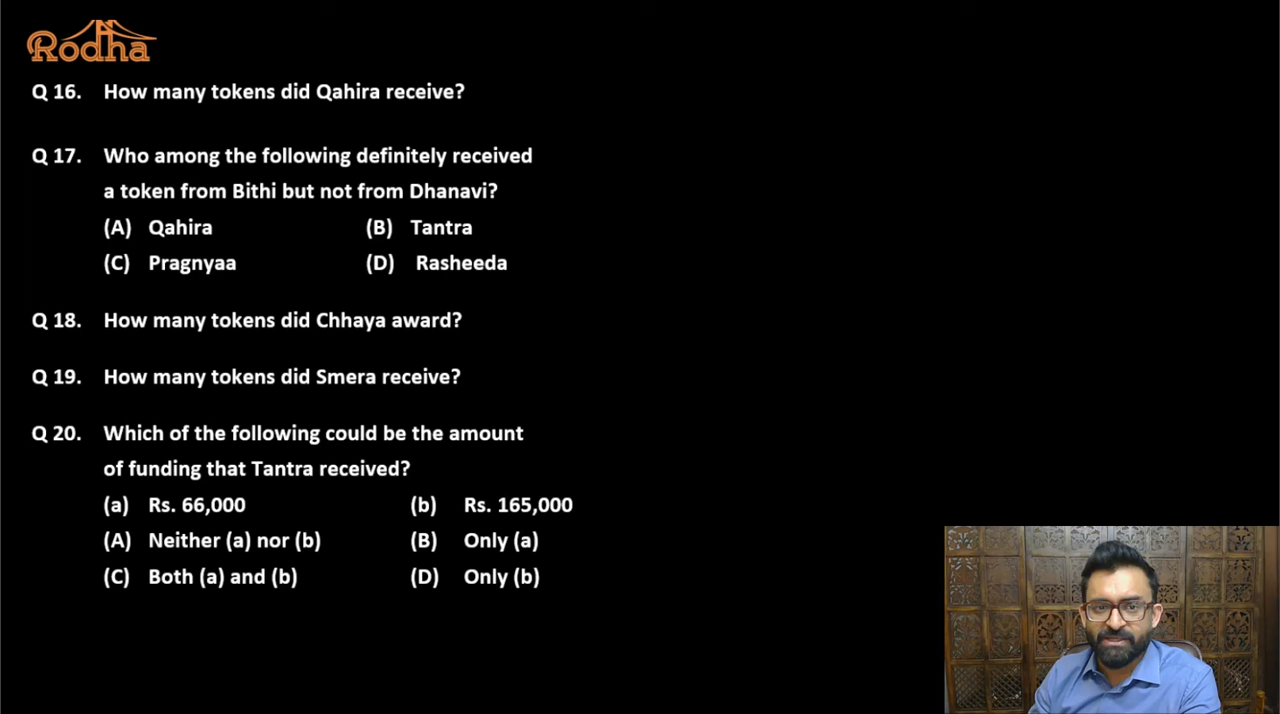 Rodha
Q 16. How many tokens did Qahira receive?
Q 17. Who among the following definitely received
a token from Bithi but not from Dhanavi?
(A) Qahira (B) Tantra
(C) Pragnyaa (D) Rasheeda
Q 18. How many tokens did Chhaya award?
Q 19. How many tokens did Smera receive?
Q 20. Which of the following could be the amount
of funding that Tantra received?
(a) Rs. 66,000 (b) Rs. 165,000
(A) Neither (a) nor (b) (B) Only (a)
(C) Both (a) and (b) (D) Only (b)